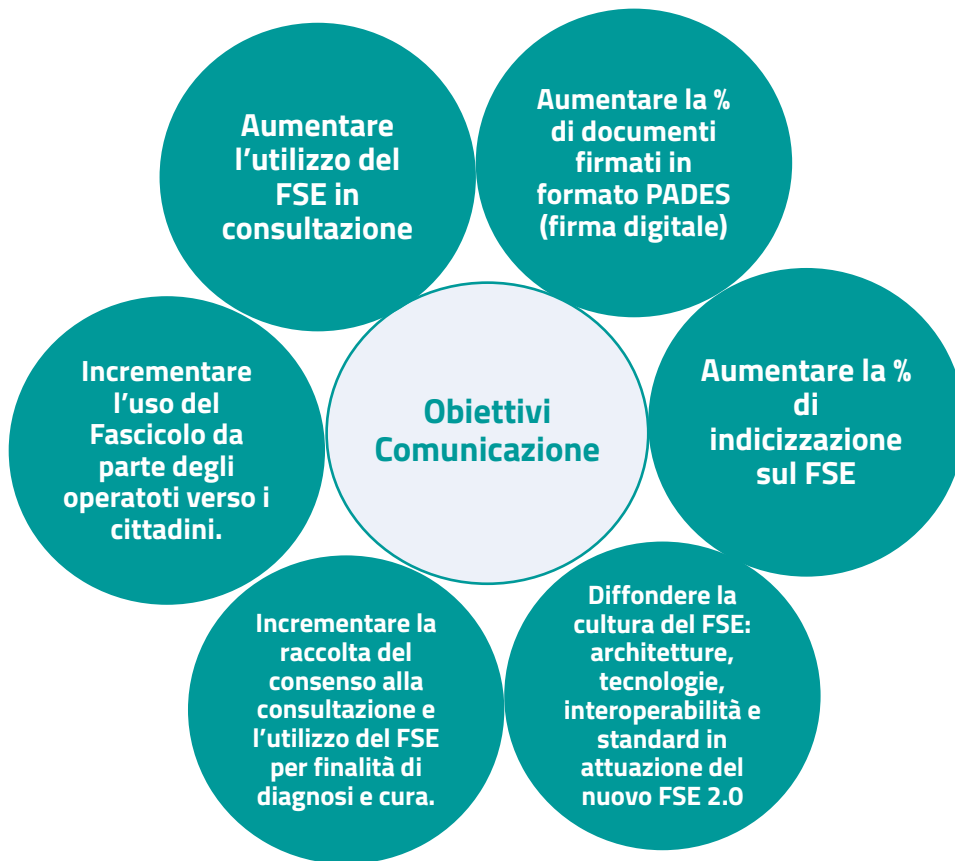 Aumentare
l'utilizzo del
FSE in
consultazione
Aumentare la %
di documenti
firmati in
formato PADES
(firma digitale)
Incrementare
l'uso del
Fascicolo da
parte degli
operatoti verso i
cittadini.
Obiettivi
Comunicazione
Aumentare la %
di
indicizzazione
sul FSE
Incrementare la
raccolta del
consenso alla
consultazione e
l'utilizzo del FSE
per finalità di
diagnosi e cura.
Diffondere la
cultura del FSE:
architetture,
tecnologie,
interoperabilità e
standard in
attuazione del
nuovo FSE 2.0